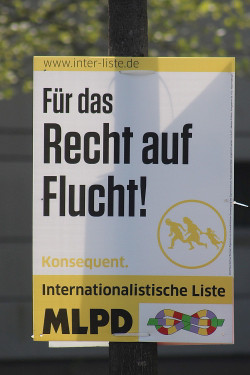 www.inter-liste.de
Für das
Recht auf
Flucht!
Konsequent.
Internationalistische Liste
MLPD